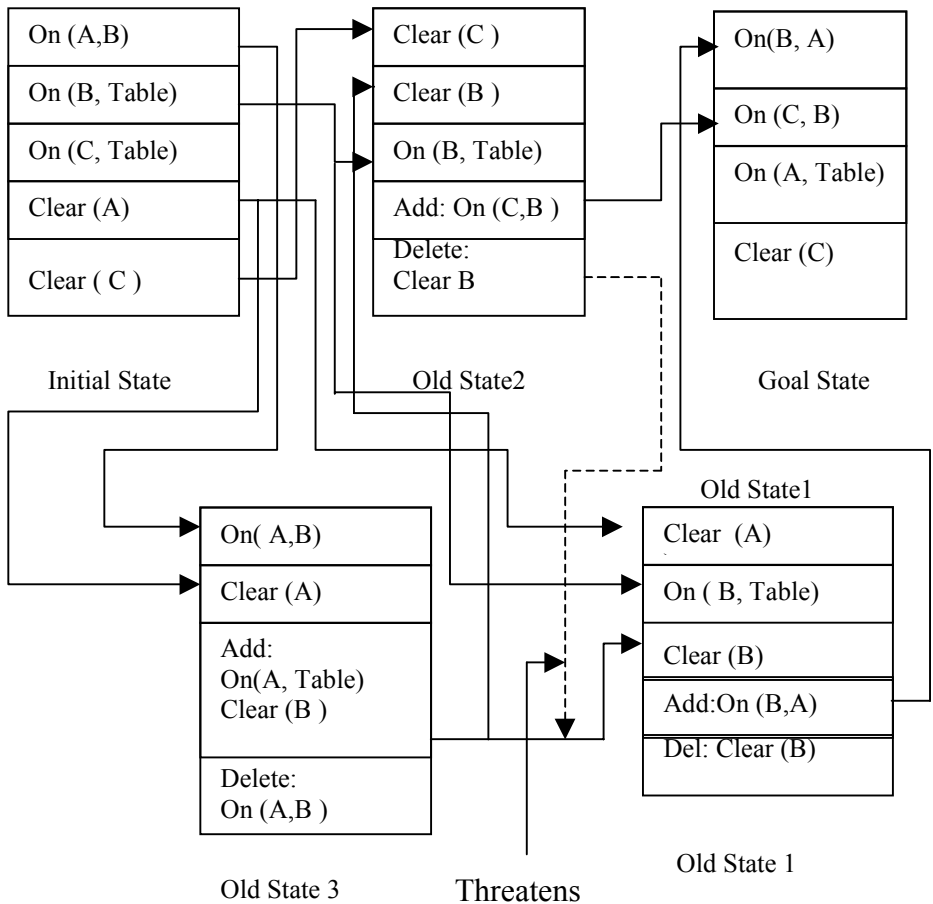 On (A,B)
On (B, Table)
On (C, Table)
Clear (A)
Clear ( C )
Initial State
Clear (C )
Clear (B )
On (B, Table)
Add: On (C,B )
Delete:
Clear B
Old State2
On(B, A)
On (C, B)
On (A, Table)
Clear (C)
Goal State
On( A,B)
Clear (A)
Add:
On(A, Table)
Clear (B )
Delete:
On (A,B )
Old State 3
Threatens
Old State1
Clear (A)
On ( B, Table)
Clear (B)
Add:On (B,A)
Del: Clear (B)
Old State 1